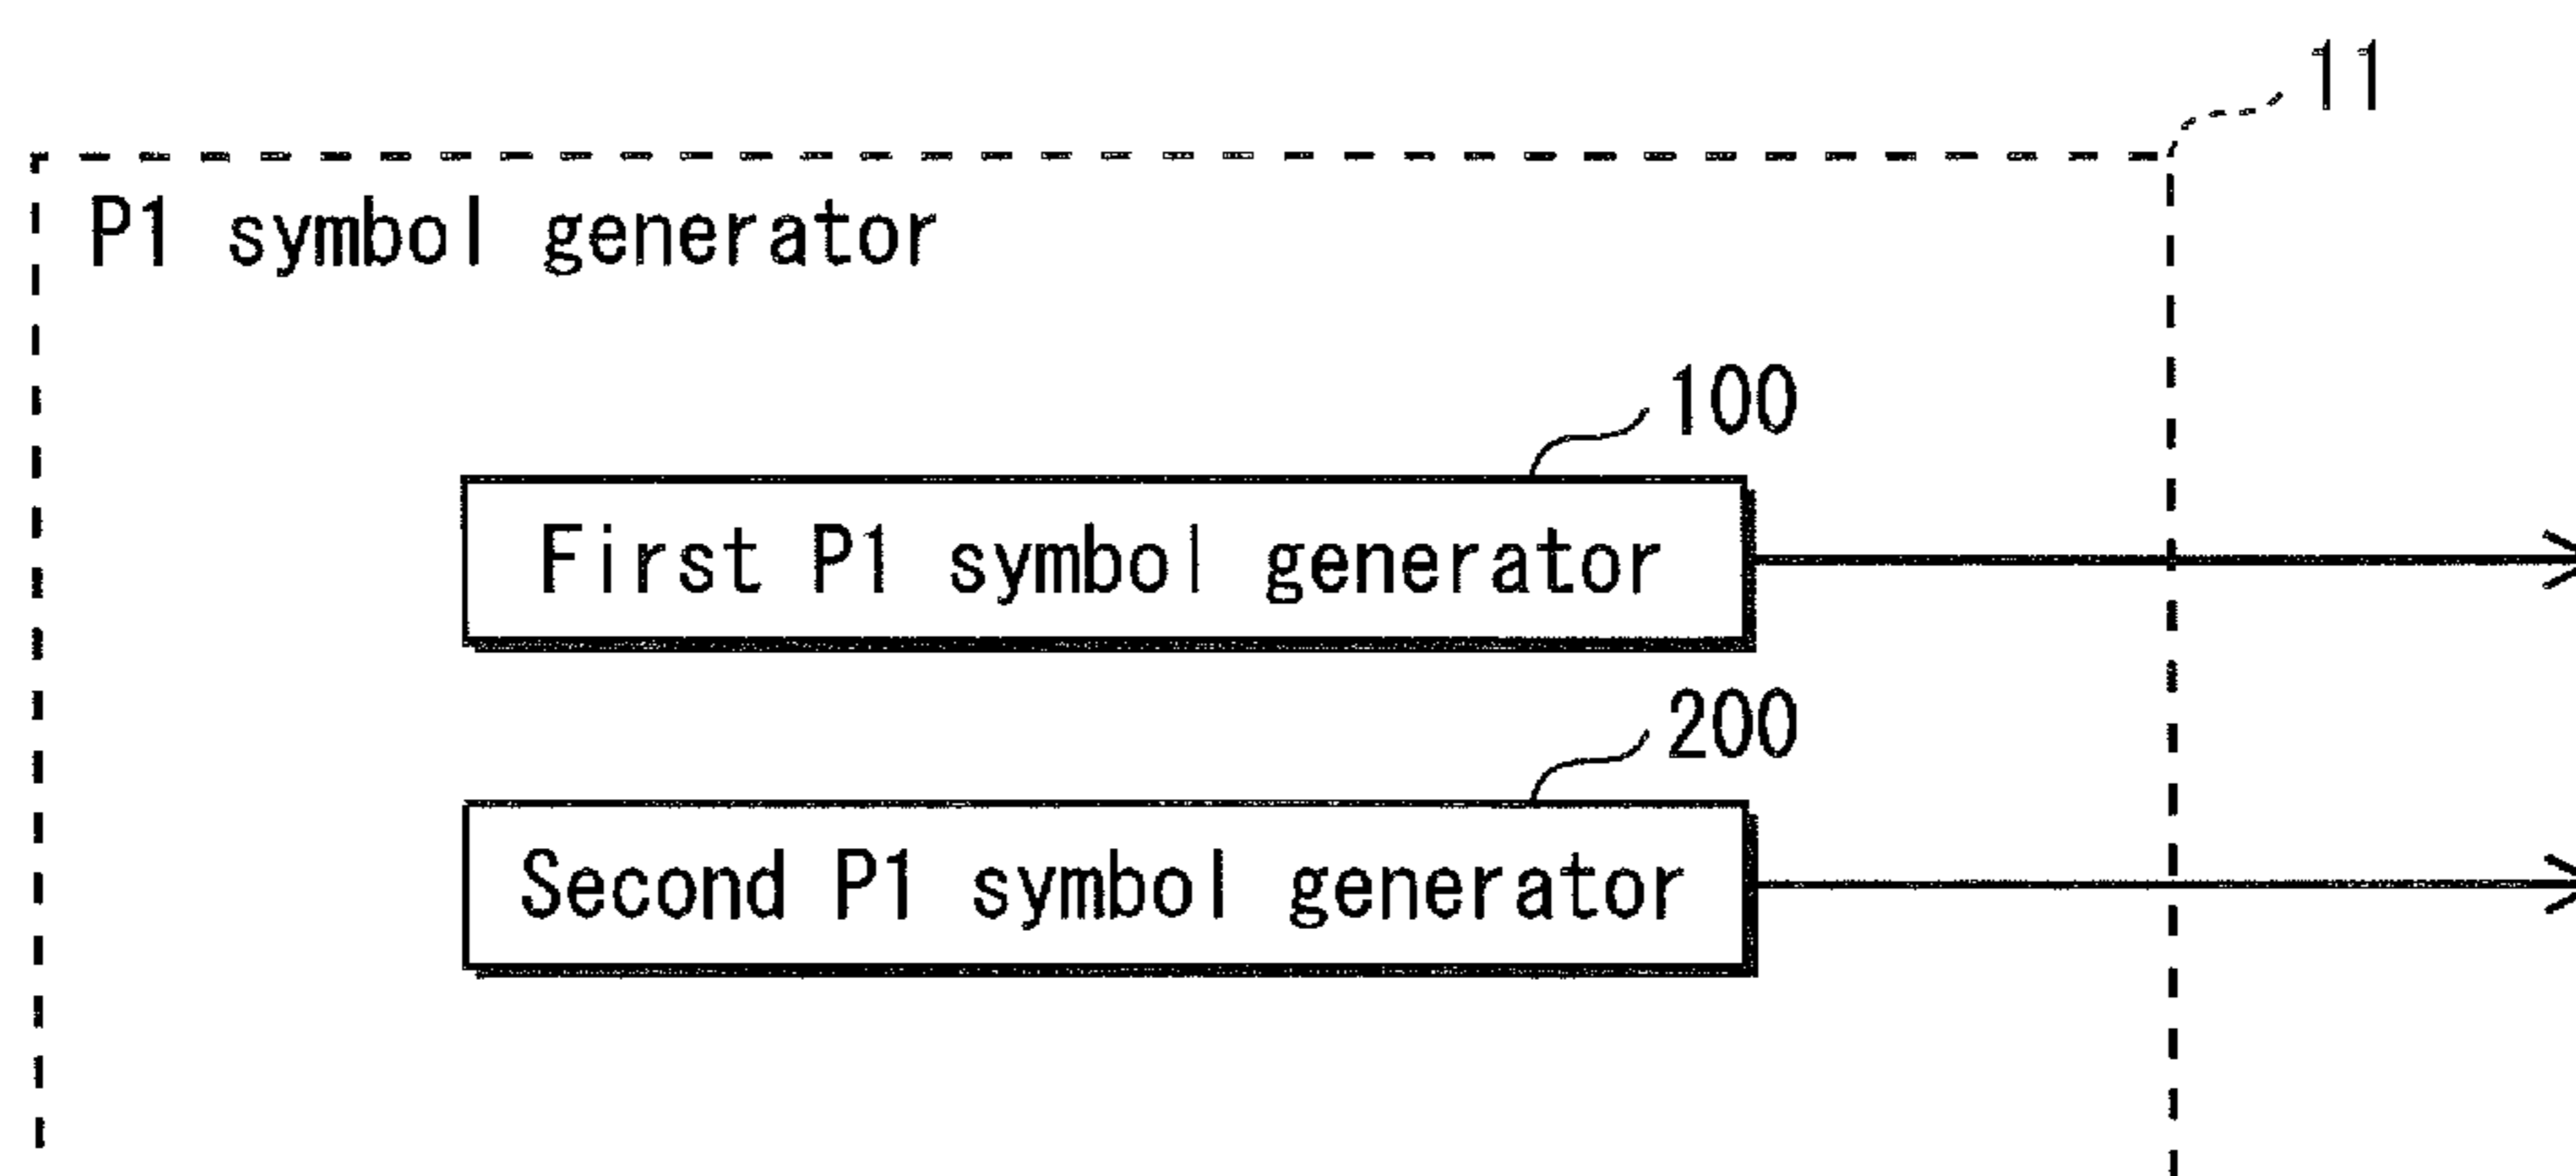 11
P1 symbol generator
100
First P1 symbol generator
200
Second P1 symbol generator